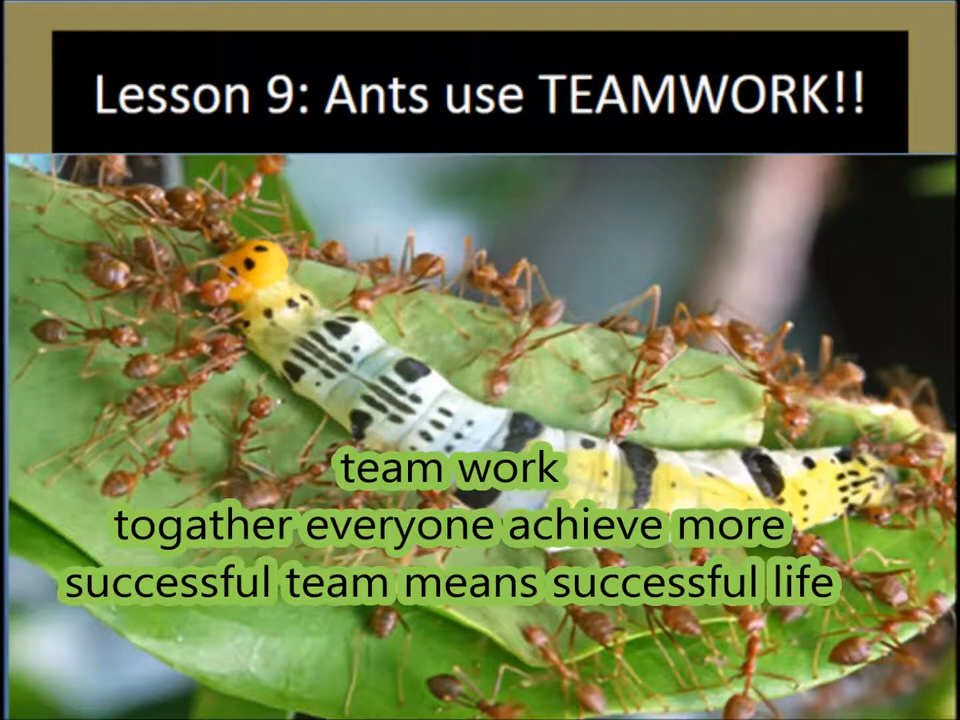 Lesson 9: Ants use TEAMWORK!!
team work
togather everyone achieve more
successful team means successful life